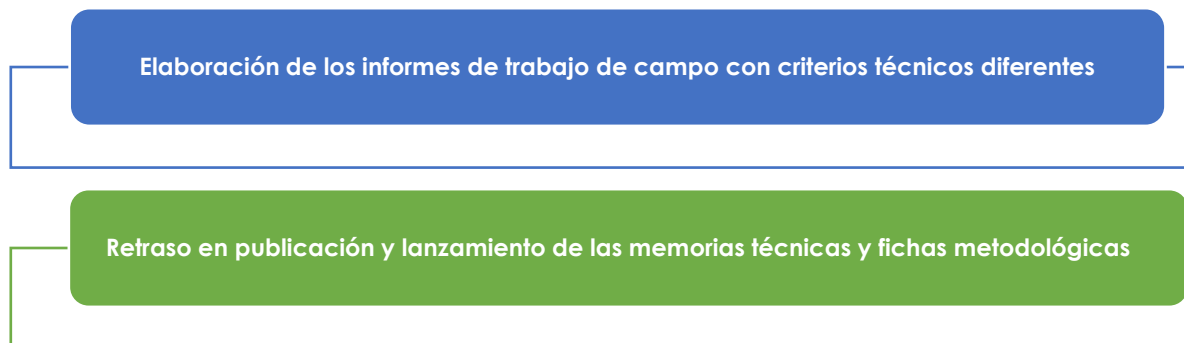 Elaboración de los informes de trabajo de campo con criterios técnicos diferentes
Retraso en publicación y lanzamiento de las memorias técnicas y fichas metodológicas